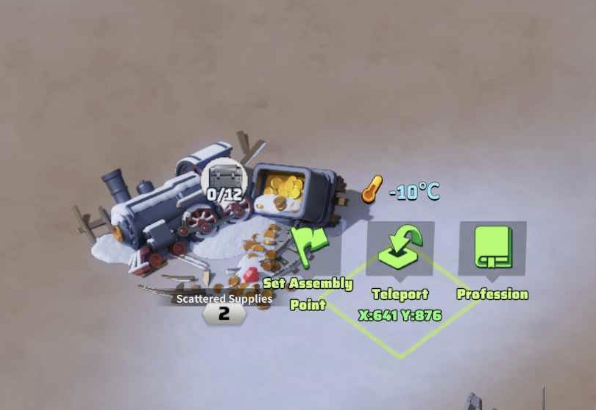 0/12
-10°C
Scattered Supplies
2
Set Assembly
Point
Teleport
X:641 Y:876
Profession